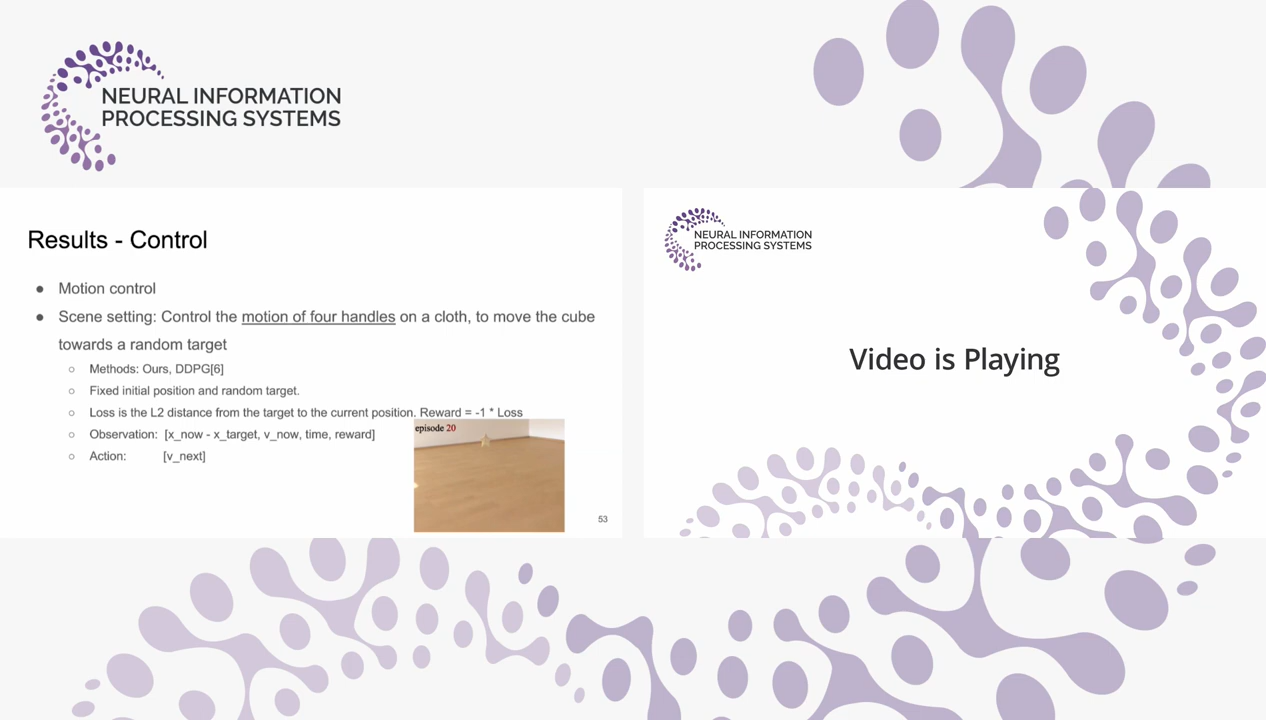 NEURAL INFORMATION
PROCESSING SYSTEMS
Results - Control
● Motion control
● Scene setting: Control the motion of four handles on a cloth, to move the cube
towards a random target
○ Methods: Ours, DDPG[6]
○ Fixed initial position and random target.
○ Loss is the L2 distance from the target to the current position. Reward = -1 * Loss
○ Observation: [x_now - x_target, v_now, time, reward]
○ Action: [v_next]
episode 20
53
NEURAL INFORMATION
PROCESSING SYSTEMS
Video is Playing